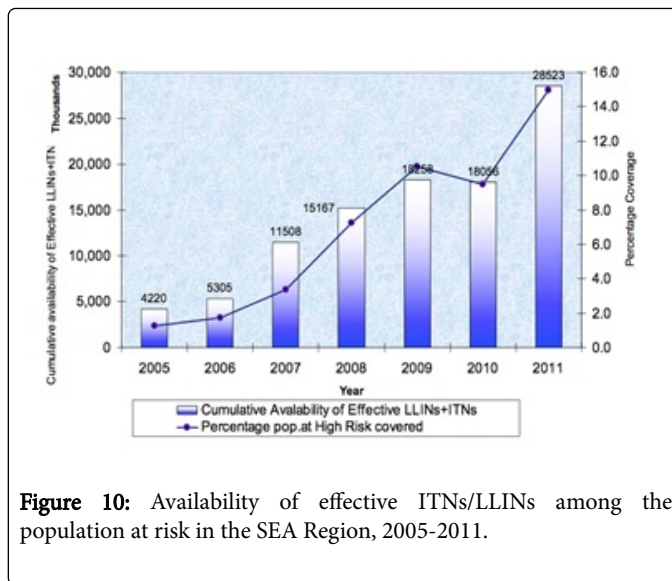 Cumulative availability of Effective LLINs+ITN Thousands
30,000
25,000
20,000
15,000
10,000
5,000
0
4220
5305
11508
15167
18258
18056
28523
16.0
14.0
12.0
10.0
8.0
6.0
4.0
2.0
0.0
Percentage Coverage
2005 2006 2007 2008 2009 2010 2011
Year
Cumulative Avalability of Effective LLINs+ITNs
Percentage pop.at High Risk covered
Figure 10: Availability of effective ITNs/LLINs among the
population at risk in the SEA Region, 2005-2011.